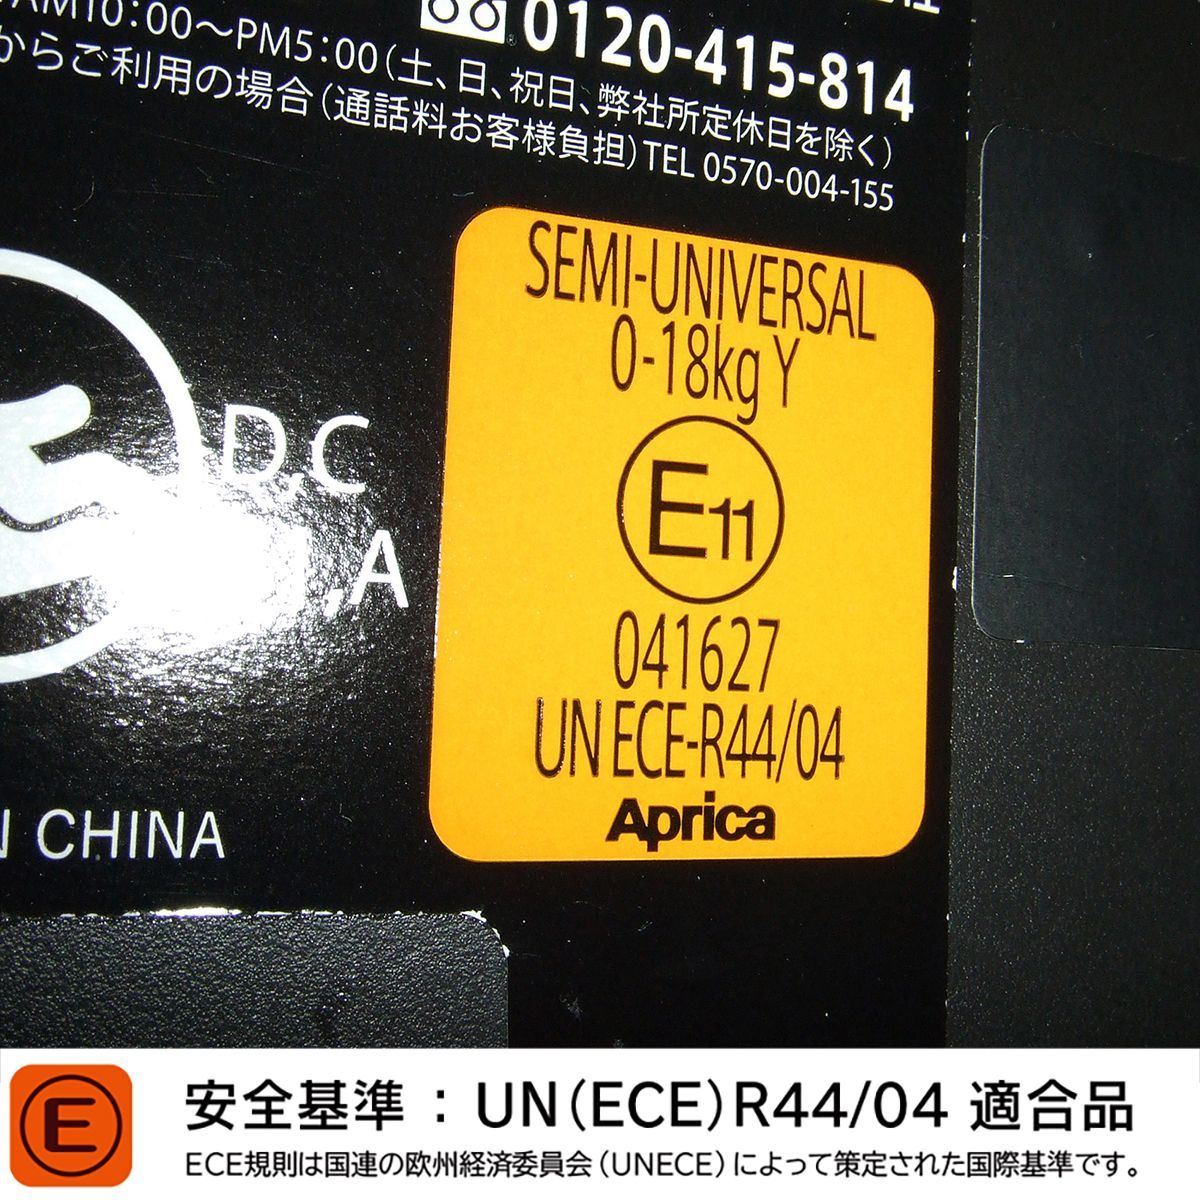 0120-415-814
AM10:00〜PM5:00(土、日、祝日、弊社所定休日を除く)
からご利用の場合(通話料お客様負担)TEL 0570-004-155
SEMI-UNIVERSAL
0-18kg Y
E11
041627
UN ECE-R44/04
Aprica
D,C
,A
CHINA
E
安全基準 : UN(ECE)R44/04 適合品
ECE規則は国連の欧州経済委員会(UNECE)によって策定された国際基準です。